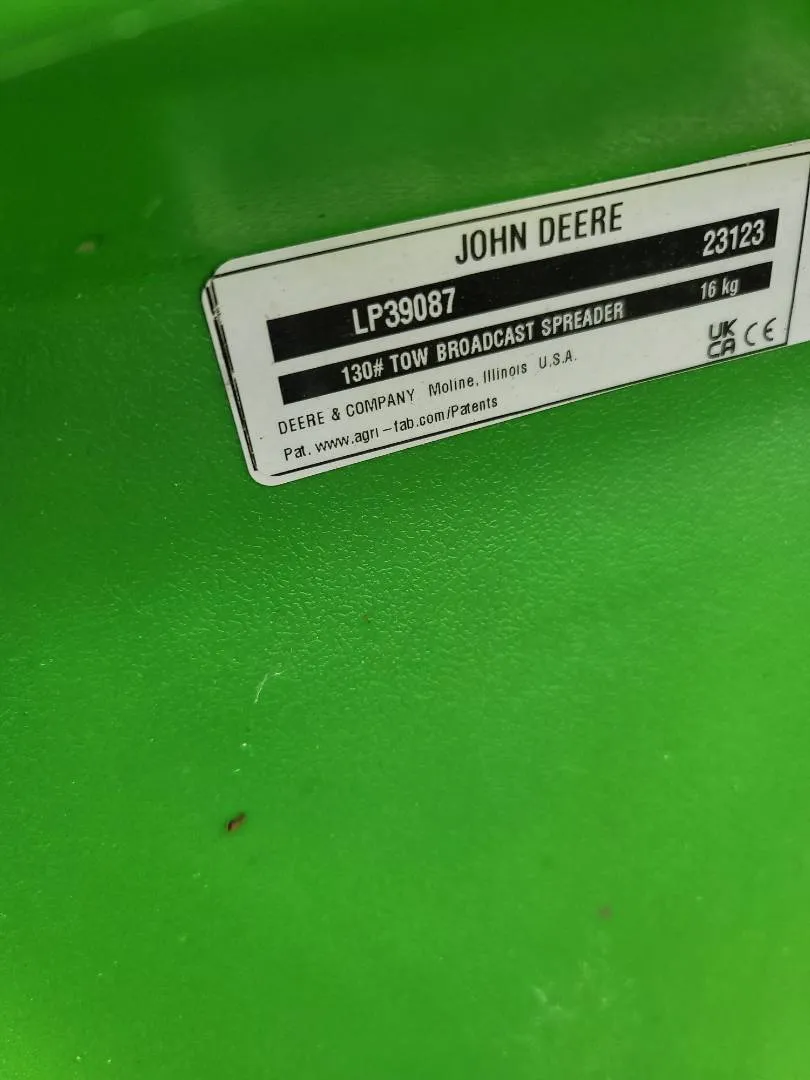 JOHN DEERE
LP39087 23123
130# TOW BROADCAST SPREADER 16 kg
DEERE & COMPANY Moline, Illinois U.S.A.
Pat. www.agri-fab.com/Patents
UK
CA CE